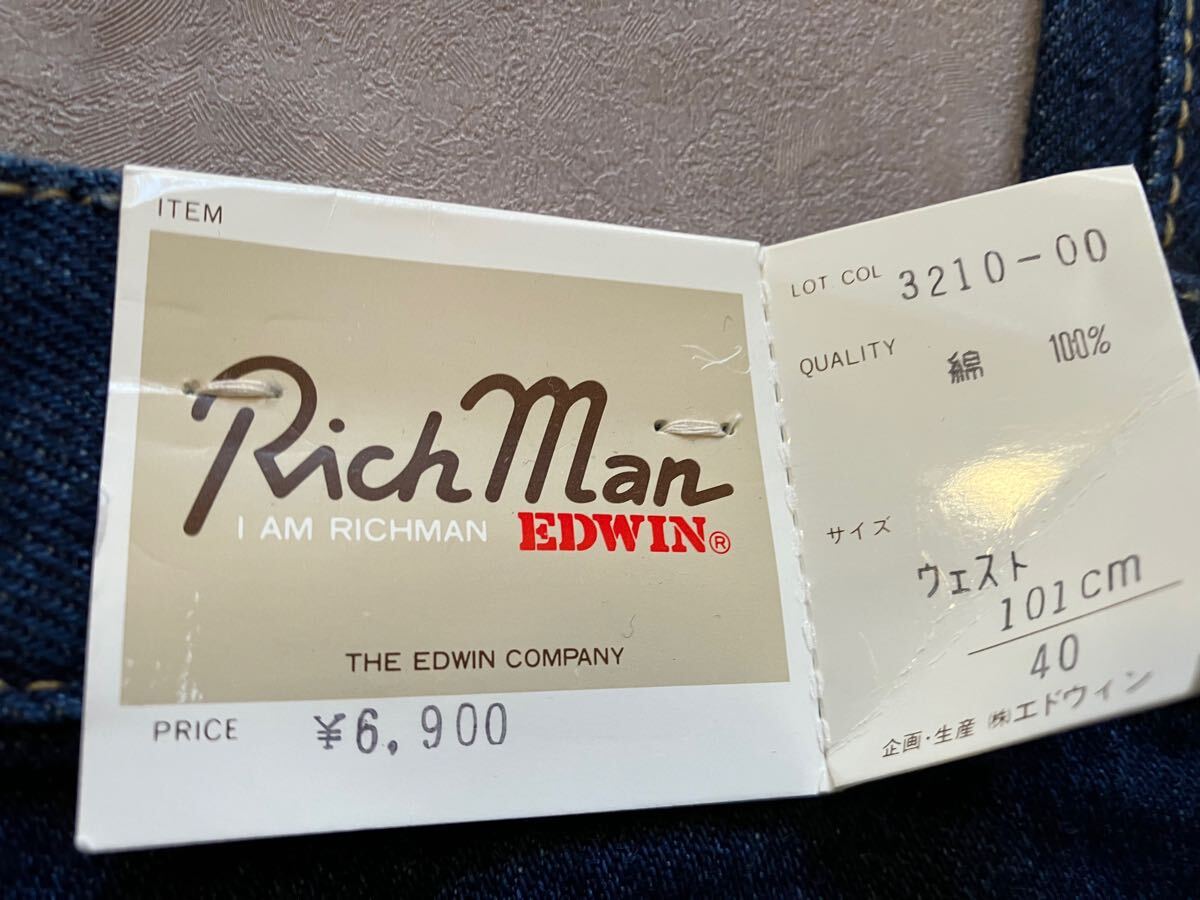 ITEM
Rich Man
I AM RICHMAN EDWIN®
THE EDWIN COMPANY
PRICE ¥6,900
LOT COL 3210-00
QUALITY 綿 100%
サイズ
ウェスト
101cm
40
企画・生産 ㈱エドウイン